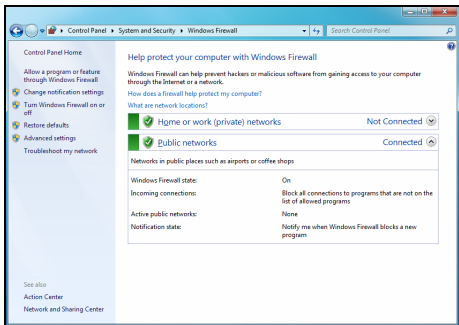 Control Panel ▸ System and Security ▸ Windows Firewall
Search Control Panel
Control Panel Home
Allow a program or feature
through Windows Firewall
Change notification settings
Turn Windows Firewall on or
off
Restore defaults
Advanced settings
Troubleshoot my network
See also
Action Center
Network and Sharing Center
Help protect your computer with Windows Firewall
Windows Firewall can help prevent hackers or malicious software from gaining access to your computer
through the Internet or a network.
How does a firewall help protect my computer?
What are network locations?
Home or work (private) networks Not Connected
Public networks Connected
Networks in public places such as airports or coffee shops
Windows Firewall state: On
Incoming connections: Block all connections to programs that are not on the
list of allowed programs
Active public networks: None
Notification state: Notify me when Windows Firewall blocks a new
program